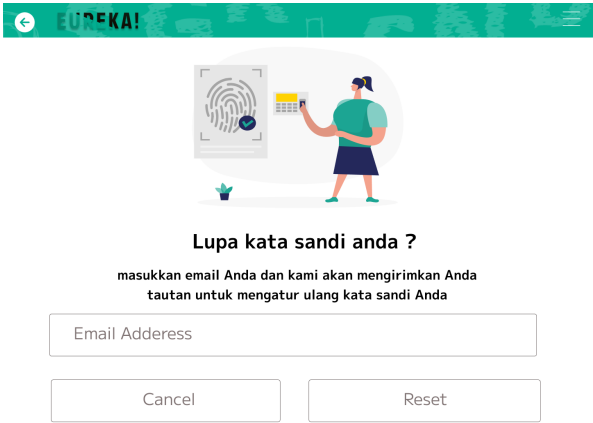 EUREKA!
Lupa kata sandi anda ?
masukkan email Anda dan kami akan mengirimkan Anda
tautan untuk mengatur ulang kata sandi Anda
Email Adderess
Cancel
Reset